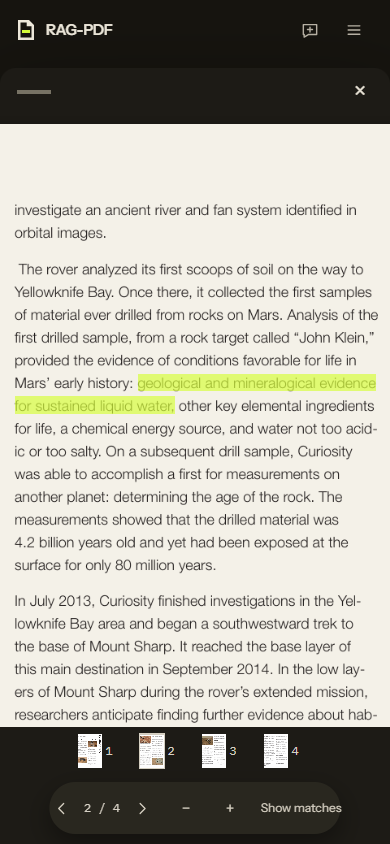 RAG-PDF
investigate an ancient river and fan system identified in
orbital images.
The rover analyzed its first scoops of soil on the way to
Yellowknife Bay. Once there, it collected the first samples
of material ever drilled from rocks on Mars. Analysis of the
first drilled sample, from a rock target called “John Klein,”
provided the evidence of conditions favorable for life in
Mars’ early history: geological and mineralogical evidence
for sustained liquid water, other key elemental ingredients
for life, a chemical energy source, and water not too acid-
ic or too salty. On a subsequent drill sample, Curiosity
was able to accomplish a first for measurements on
another planet: determining the age of the rock. The
measurements showed that the drilled material was
4.2 billion years old and yet had been exposed at the
surface for only 80 million years.
In July 2013, Curiosity finished investigations in the Yel-
lowknife Bay area and began a southwestward trek to
the base of Mount Sharp. It reached the base layer of
this main destination in September 2014. In the low lay-
ers of Mount Sharp during the rover’s extended mission,
researchers anticipate finding further evidence about hab-
1
2
3
4
2 / 4
Show matches